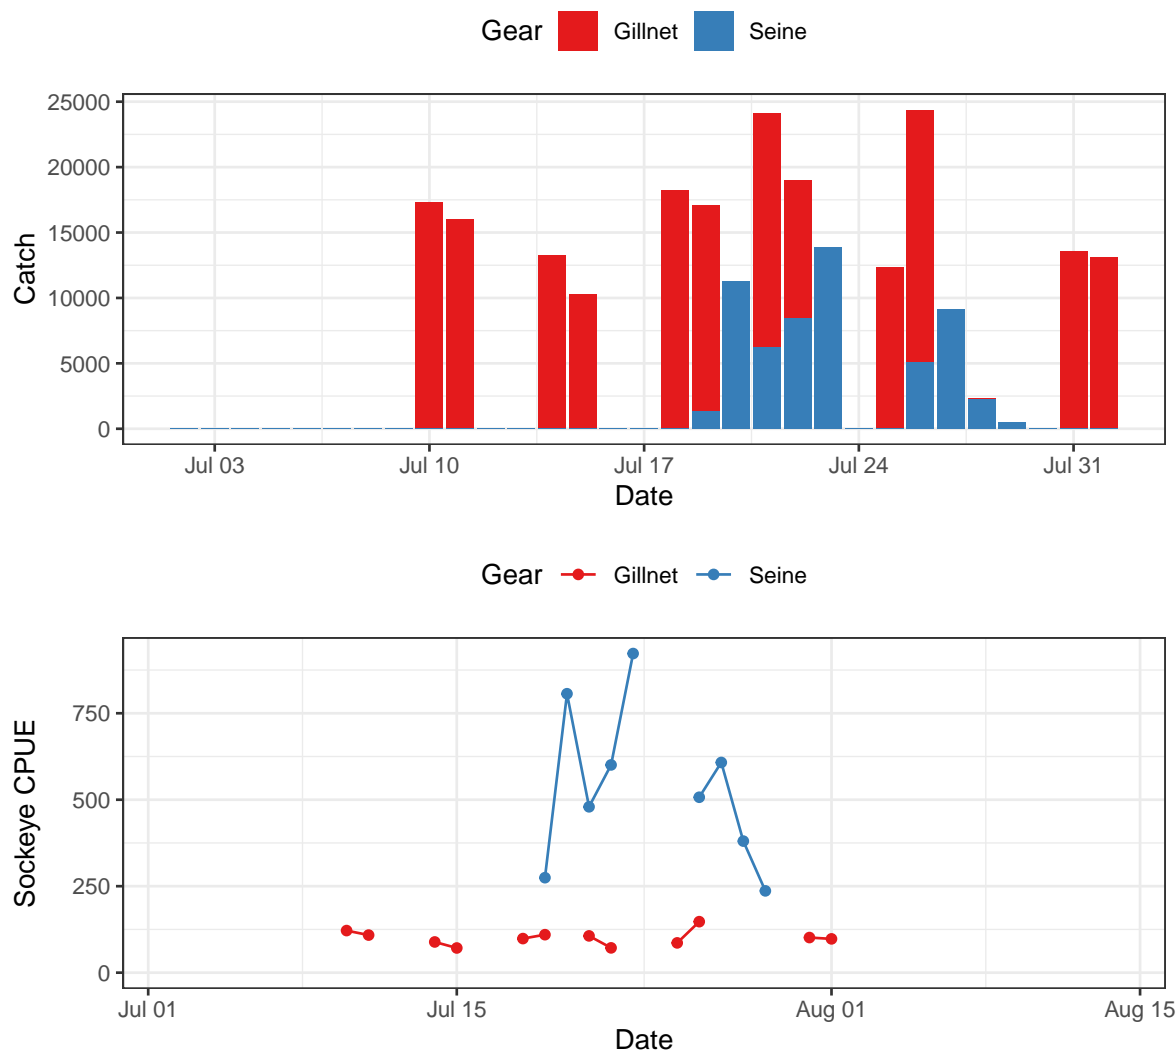 Gear Gillnet Seine
25000
20000
15000
10000
5000
0
Catch
Jul 03 Jul 10 Jul 17 Jul 24 Jul 31
Date
Gear Gillnet Seine
750
500
250
0
Sockeye CPUE
Jul 01 Jul 15 Aug 01 Aug 15
Date